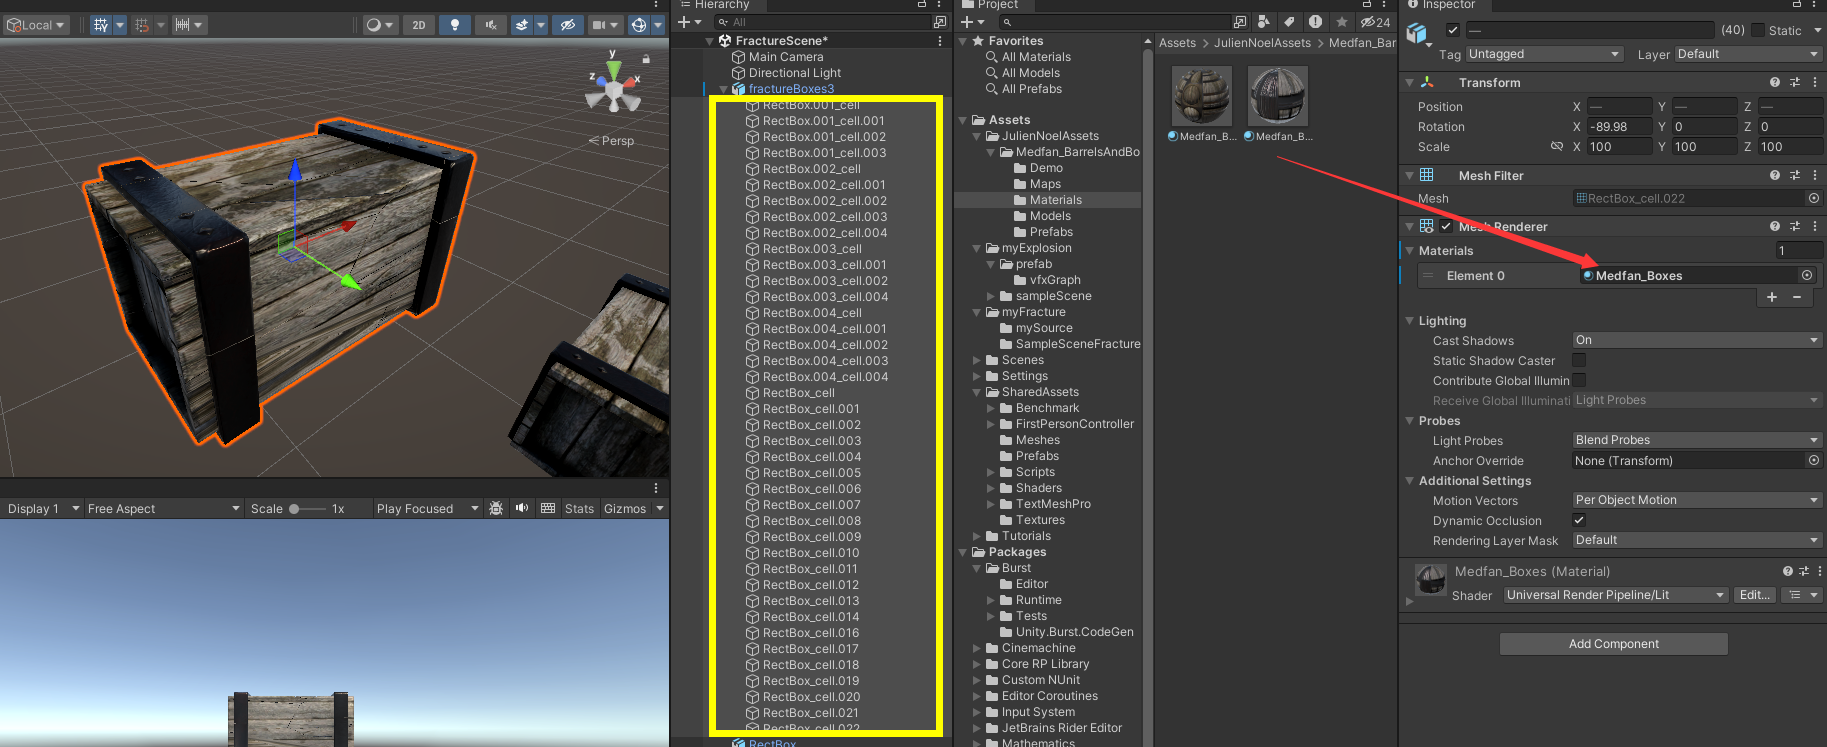 Local
2D
Persp
y
z
x
Display 1
Free Aspect
Scale
1x
Play Focused
Stats
Gizmos
Hierarchy
All
FractureScene*
Main Camera
Directional Light
fractureBoxes3
RectBox.001_cell
RectBox.001_cell.001
RectBox.001_cell.002
RectBox.001_cell.003
RectBox.002_cell
RectBox.002_cell.001
RectBox.002_cell.002
RectBox.002_cell.003
RectBox.002_cell.004
RectBox.003_cell
RectBox.003_cell.001
RectBox.003_cell.002
RectBox.003_cell.004
RectBox.004_cell
RectBox.004_cell.001
RectBox.004_cell.002
RectBox.004_cell.003
RectBox.004_cell.004
RectBox_cell
RectBox_cell.001
RectBox_cell.002
RectBox_cell.003
RectBox_cell.004
RectBox_cell.005
RectBox_cell.006
RectBox_cell.007
RectBox_cell.008
RectBox_cell.009
RectBox_cell.010
RectBox_cell.011
RectBox_cell.012
RectBox_cell.013
RectBox_cell.014
RectBox_cell.016
RectBox_cell.017
RectBox_cell.018
RectBox_cell.019
RectBox_cell.020
RectBox_cell.021
RectBox_cell.022
RectBox
Project
24
Favorites
All Materials
All Models
All Prefabs
Assets
JulienNoelAssets
Medfan_BarrelsAndBo
Demo
Maps
Materials
Models
Prefabs
myExplosion
prefab
vfxGraph
sampleScene
myFracture
mySource
SampleSceneFracture
Scenes
Settings
SharedAssets
Benchmark
FirstPersonController
Meshes
Prefabs
Scripts
Shaders
TextMeshPro
Textures
Tutorials
Packages
Burst
Editor
Runtime
Tests
Unity.Burst.CodeGen
Cinemachine
Core RP Library
Custom NUnit
Editor Coroutines
Input System
JetBrains Rider Editor
Mathematics
Assets > JulienNoelAssets > Medfan_Bar
Medfan_B... Medfan_B...
Inspector
— (40) Static
Tag Untagged Layer Default
Transform
Position X — Y — Z —
Rotation X -89.98 Y 0 Z 0
Scale X 100 Y 100 Z 100
Mesh Filter
Mesh RectBox_cell.022
Mesh Renderer
Materials 1
Element 0 Medfan_Boxes
+ −
Lighting
Cast Shadows On
Static Shadow Caster
Contribute Global Illumin
Receive Global Illuminati Light Probes
Probes
Light Probes Blend Probes
Anchor Override None (Transform)
Additional Settings
Motion Vectors Per Object Motion
Dynamic Occlusion
Rendering Layer Mask Default
Medfan_Boxes (Material)
Shader Universal Render Pipeline/Lit Edit...
Add Component